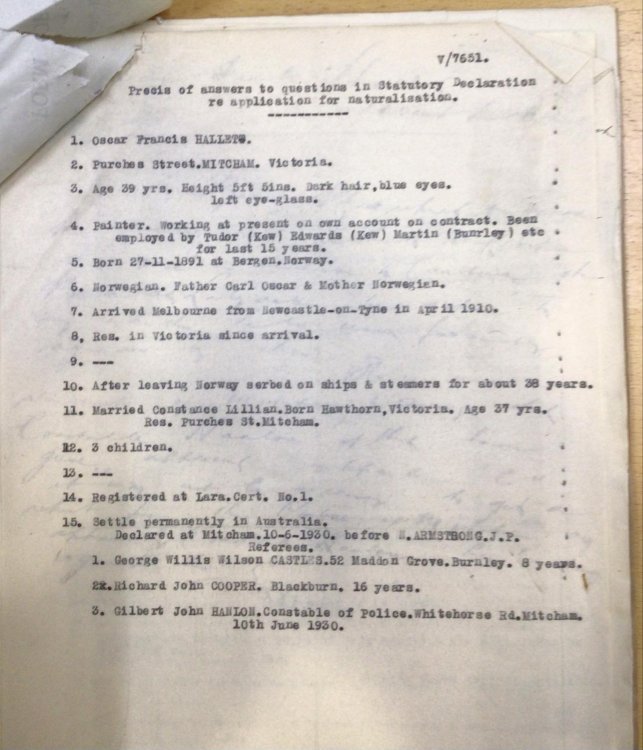 V/7651.
Precis of answers to questions in Statutory Declaration
re application for naturalisation.
-----------
1. Oscar Francis HALLETS.
2. Purches Street.MITCHAM. Victoria.
3. Age 39 yrs. Height 5ft 5ins. Dark hair,blue eyes.
left eye-glass.
4. Painter. Working at present on own account on contract. Been
employed by Tudor (Kew) Edwards (Kew) Martin (Bunrley) etc
for last 15 years.
5. Born 27-11-1891 at Bergen.Norway.
6. Norwegian. Father Carl Oscar & Mother Norwegian.
7. Arrived Melbourne from Newcastle-on-Tyne in April 1910.
8, Res. in Victoria since arrival.
9. ---
10. After leaving Norway serbed on ships & steamers for about 38 years.
11. Married Constance Lillian.Born Hawthorn,Victoria. Age 37 yrs.
Res. Purches St.Mitcham.
12. 3 children.
13. ---
14. Registered at Lara.Cert. No.1.
15. Settle permanently in Australia.
Declared at Mitcham.10-6-1930. before N.ARMSTRONG.J.P.
Referees.
1. George Willis Wilson CASTLES.52 Maddon Grove.Burnley. 8 years.
2x.Richard John COOPER. Blackburn. 16 years.
3. Gilbert John HANLON.Constable of Police.Whitehorse Rd.Mitcham.
10th June 1930.